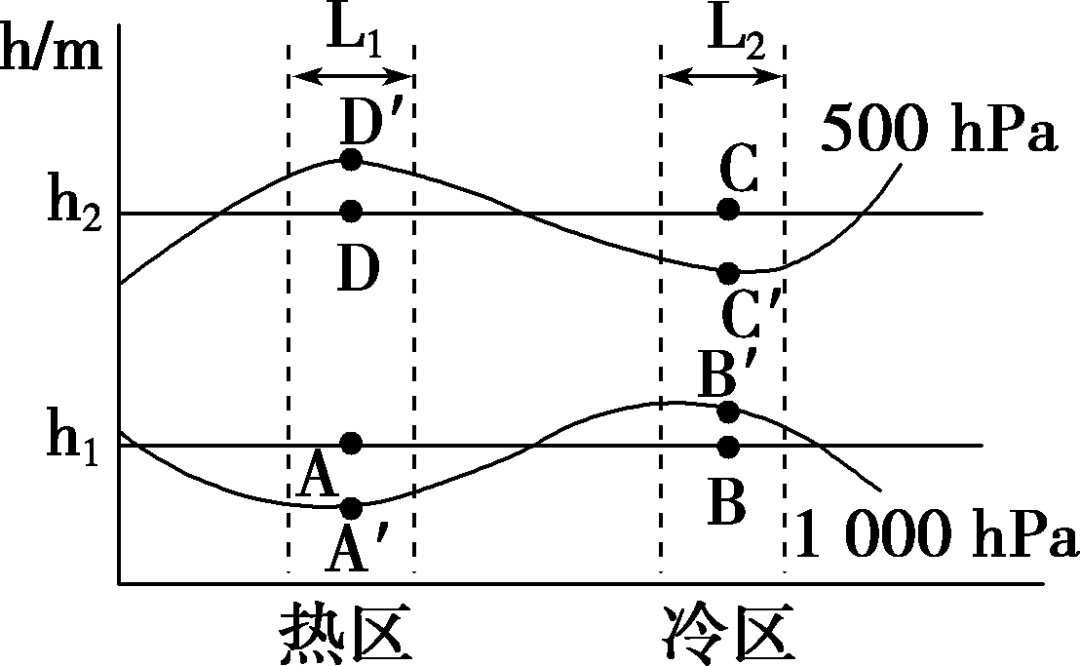 h/m
L₁
L₂
D′
C
500 hPa
h₂
D
C′
B′
h₁
A
B
A′
1 000 hPa
热区
冷区